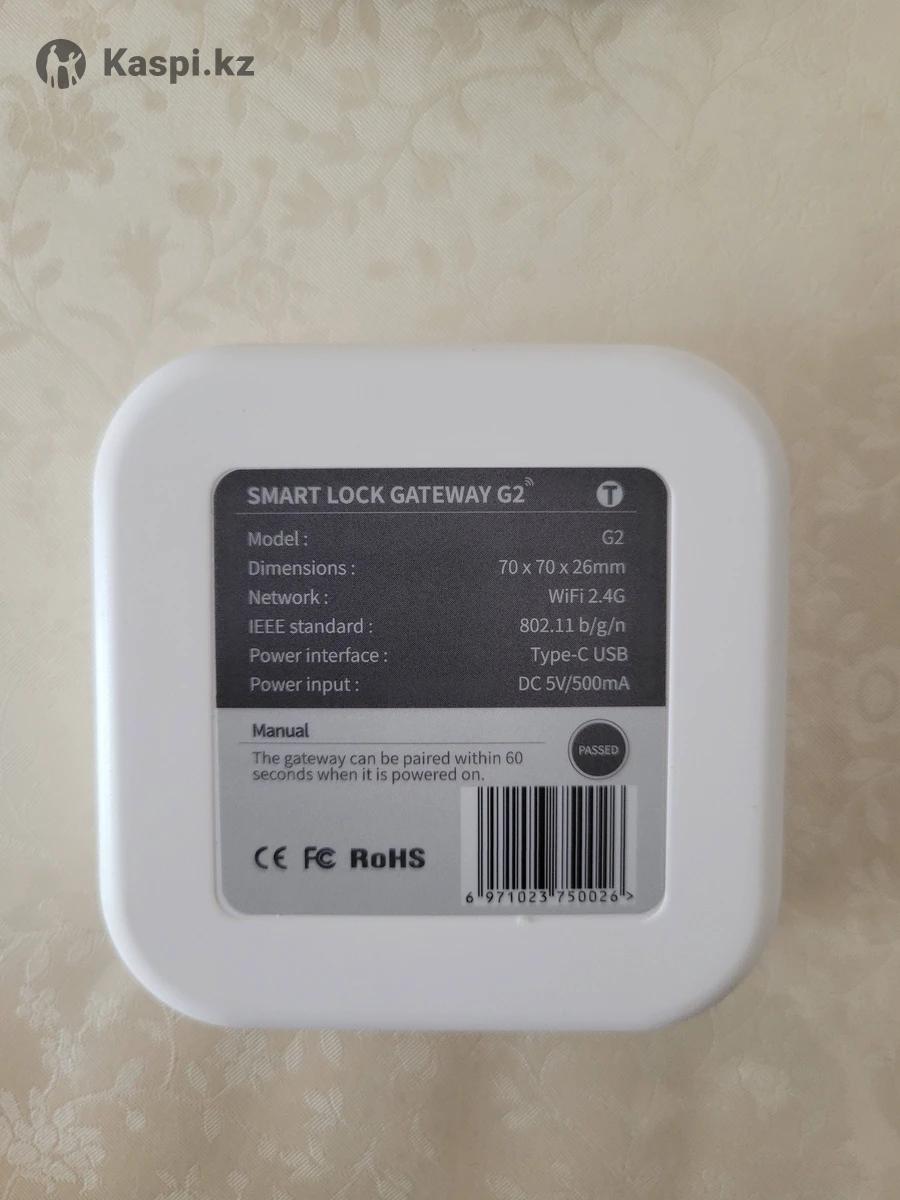 Kaspi.kz
SMART LOCK GATEWAY G2 T
Model : G2
Dimensions : 70 x 70 x 26mm
Network : WiFi 2.4G
IEEE standard : 802.11 b/g/n
Power interface : Type-C USB
Power input : DC 5V/500mA
Manual
PASSED
The gateway can be paired within 60
seconds when it is powered on.
CE FC RoHS
6 971023 750026 >